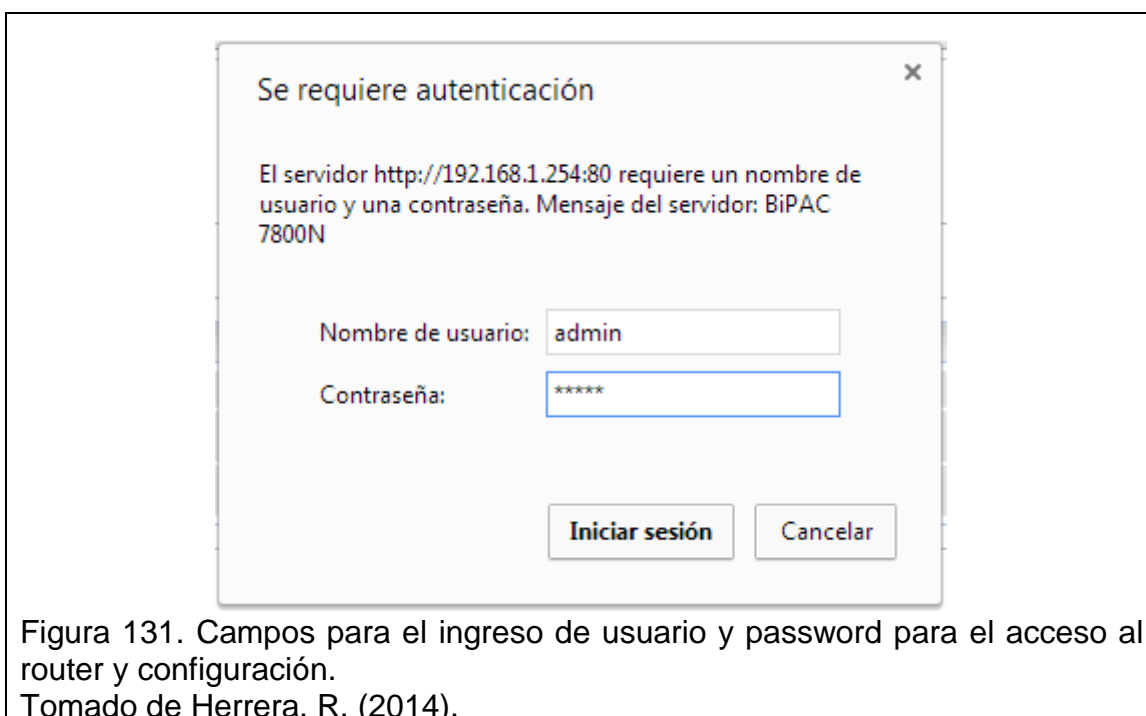 Se requiere autenticación
El servidor http://192.168.1.254:80 requiere un nombre de
usuario y una contraseña. Mensaje del servidor: BiPAC
7800N
Nombre de usuario: admin
Contraseña: *****
Iniciar sesión Cancelar
Figura 131. Campos para el ingreso de usuario y password para el acceso al
router y configuración.
Tomado de Herrera, R. (2014).